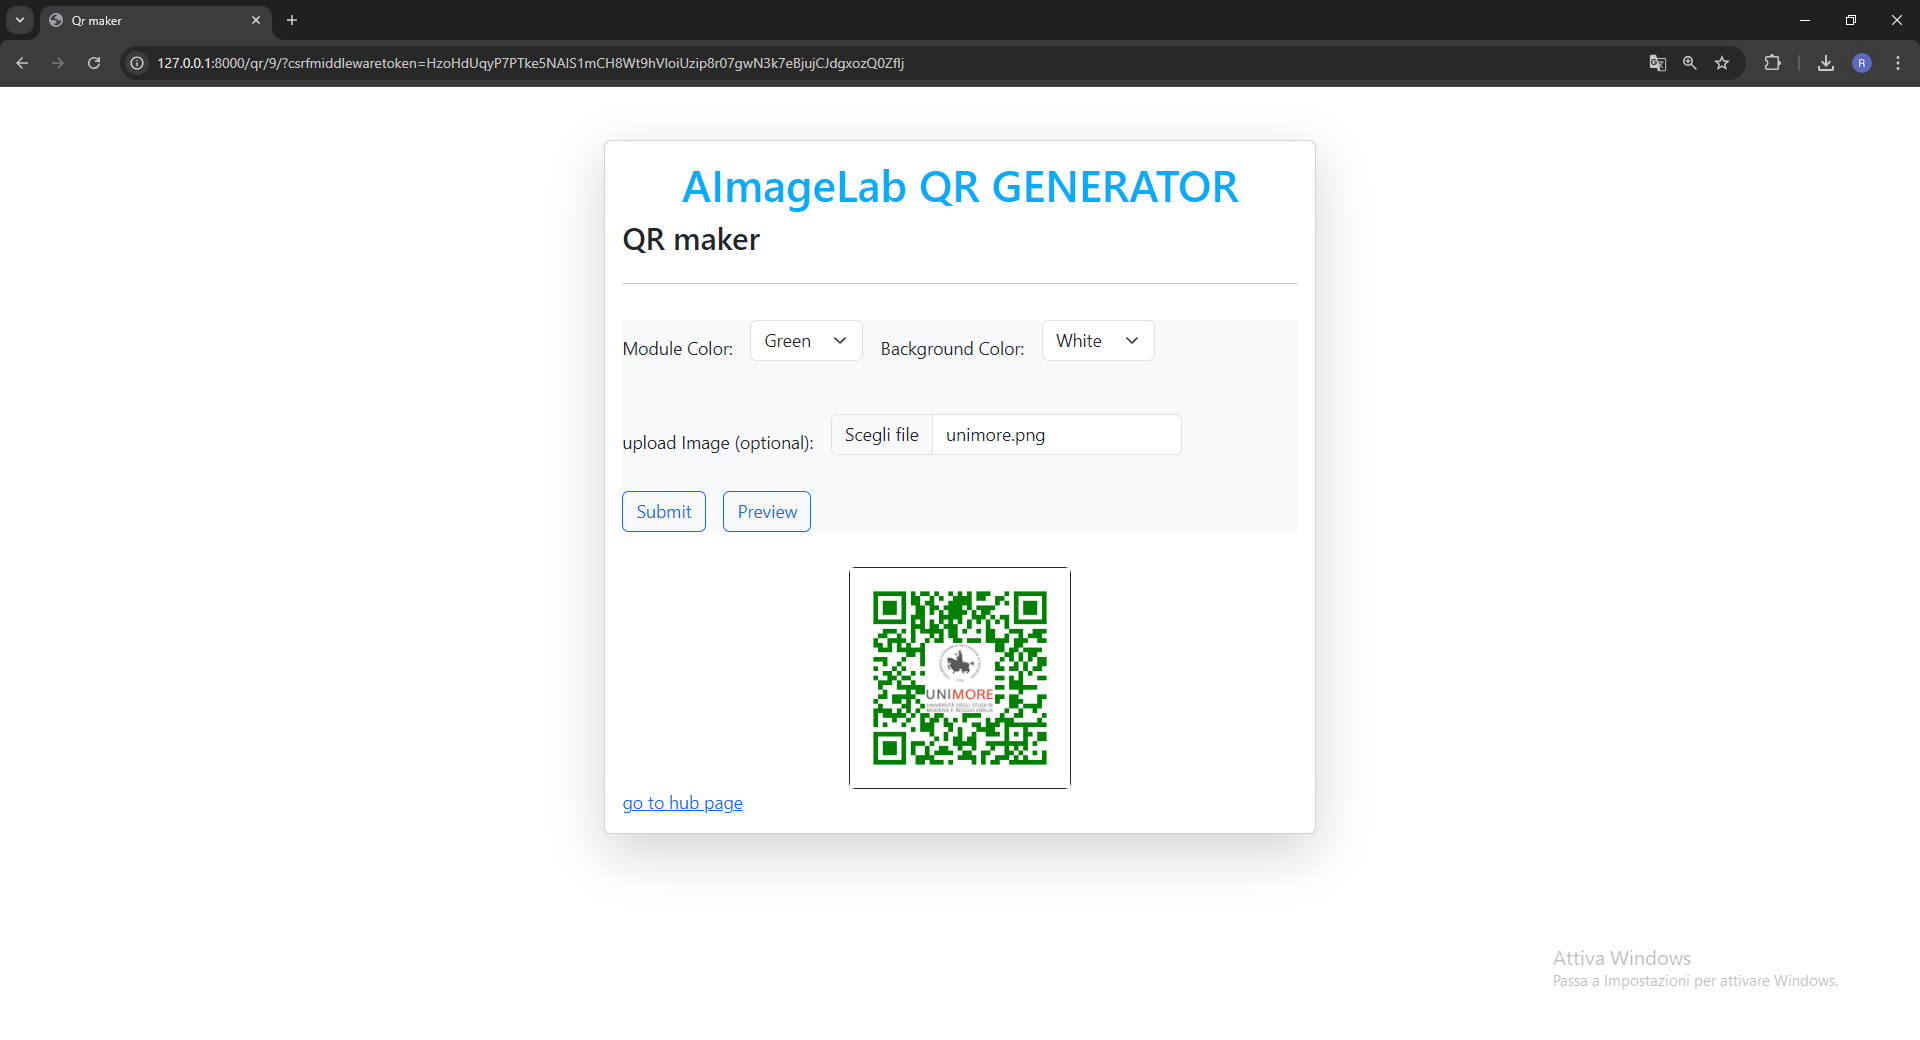 Qr maker
127.0.0.1:8000/qr/9/?csrfmiddlewaretoken=HzoHdUqyP7PTke5NAIS1mCH8Wt9hVloiUzip8r07gwN3k7eBjujCJdgxozQ0Zflj
R
AImageLab QR GENERATOR
QR maker
Module Color: Green Background Color: White
upload Image (optional): Scegli file unimore.png
Submit Preview
UNIMORE
UNIVERSITÀ DEGLI STUDI DI
MODENA E REGGIO EMILIA
go to hub page
Attiva Windows
Passa a Impostazioni per attivare Windows.